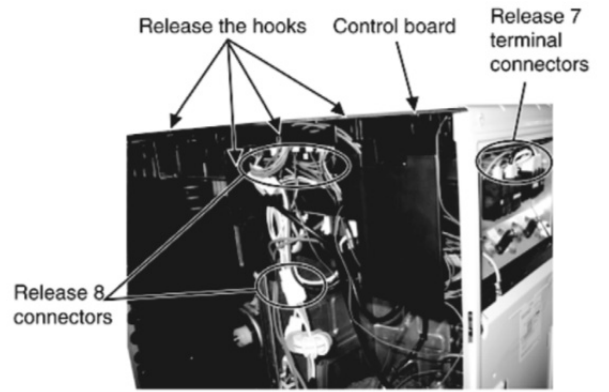 Release the hooks
Control board
Release 7
terminal
connectors
Release 8
connectors